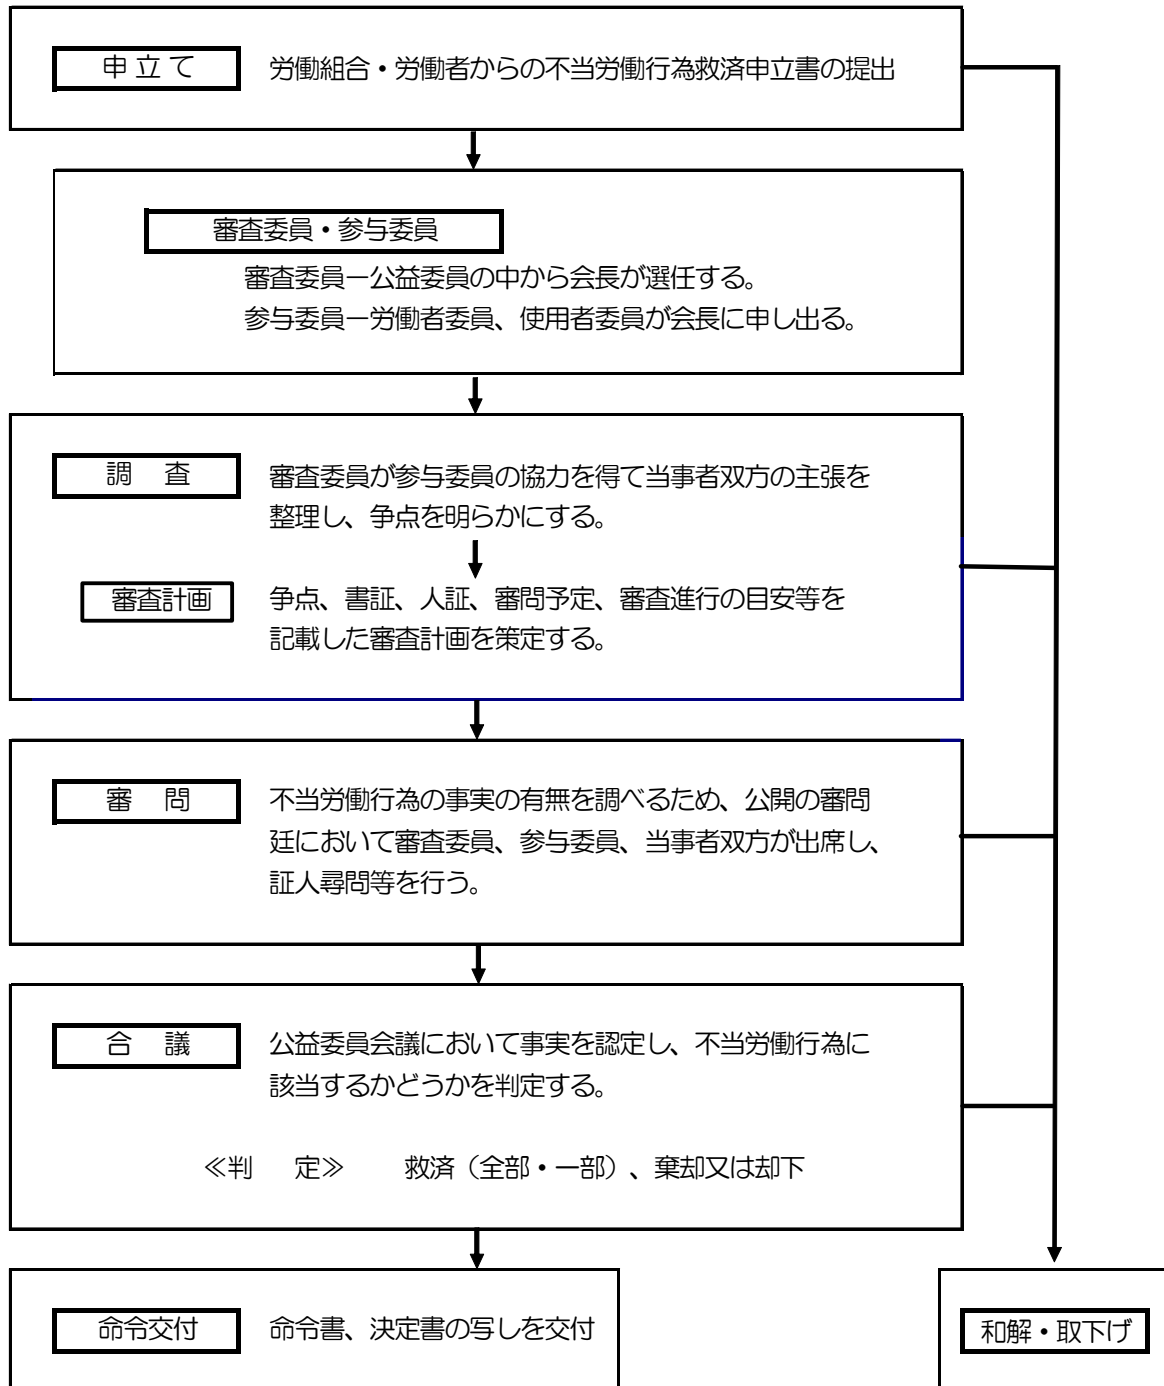 申 立 て 労働組合・労働者からの不当労働行為救済申立書の提出
審査委員・参与委員
審査委員ー公益委員の中から会長が選任する。
参与委員ー労働者委員、使用者委員が会長に申し出る。
調 査 審査委員が参与委員の協力を得て当事者双方の主張を
整理し、争点を明らかにする。
審査計画 争点、書証、人証、審問予定、審査進行の目安等を
記載した審査計画を策定する。
審 問 不当労働行為の事実の有無を調べるため、公開の審問
廷において審査委員、参与委員、当事者双方が出席し、
証人尋問等を行う。
合 議 公益委員会議において事実を認定し、不当労働行為に
該当するかどうかを判定する。
≪判 定≫ 救済（全部・一部）、棄却又は却下
命令交付 命令書、決定書の写しを交付
和解・取下げ